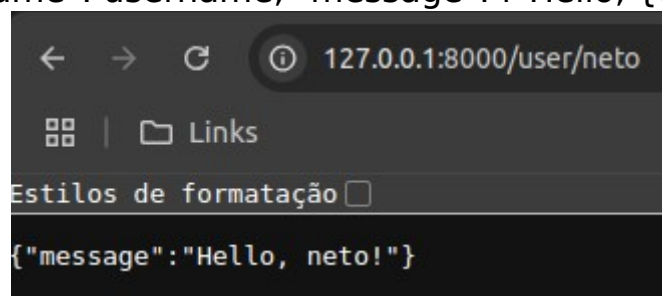 127.0.0.1:8000/user/neto
Links
Estilos de formatação
{"message":"Hello, neto!"}